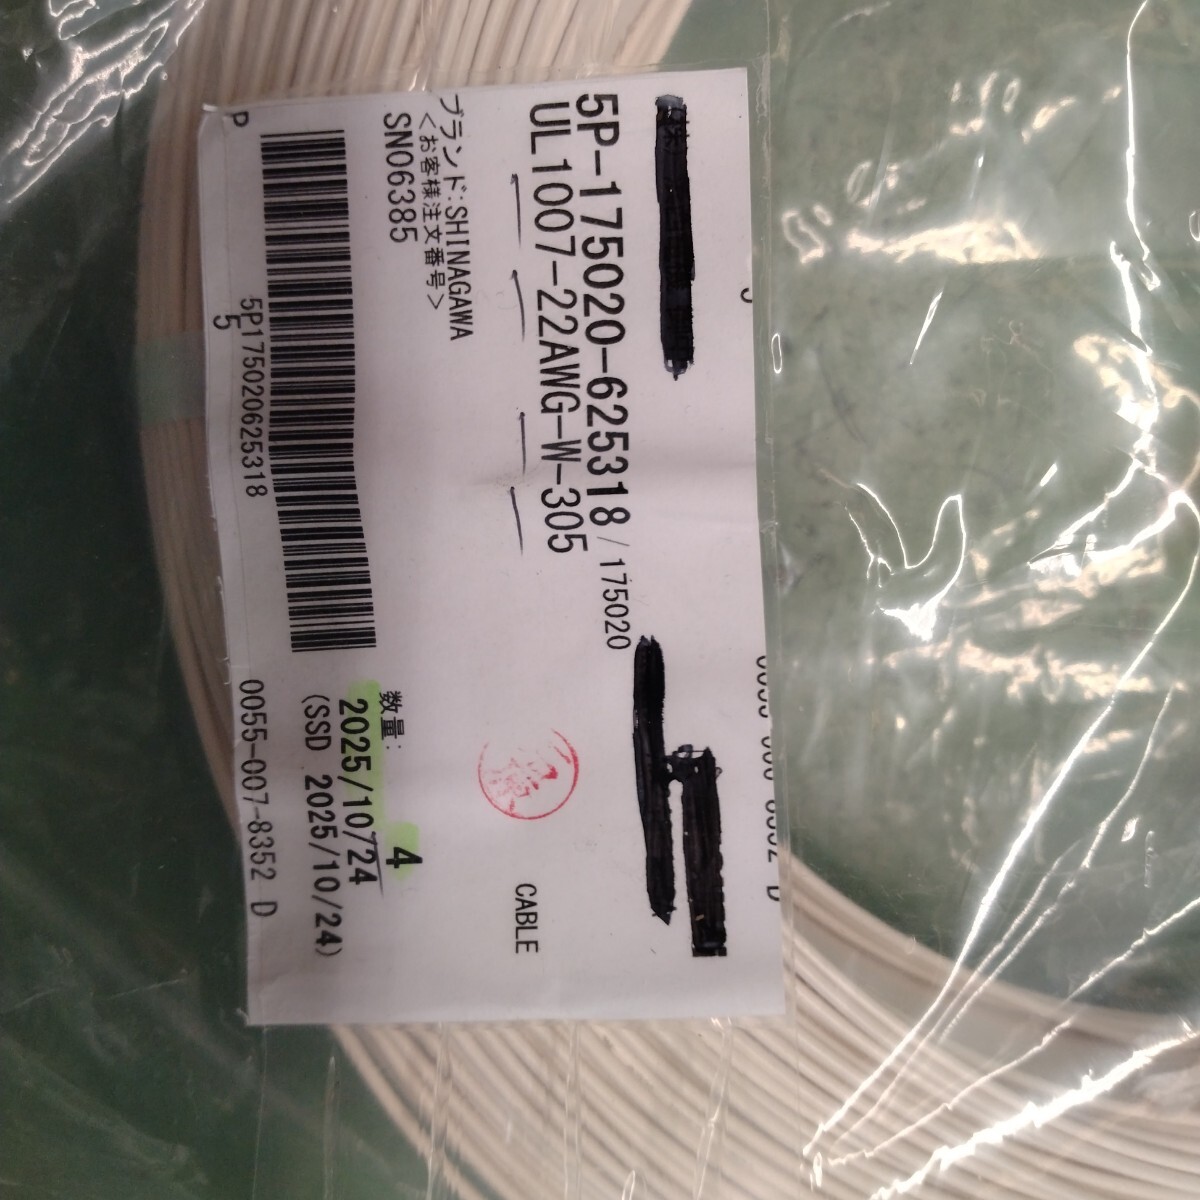 5P-175020-625318 / 175020
UL1007-22AWG-W-305
CABLE
ブランド:SHINAGAWA
<お客様注文番号>
SN06385
数量: 4
2025/10/24
(SSD 2025/10/24)
P
5P175020625318
5
0055-007-8352 D